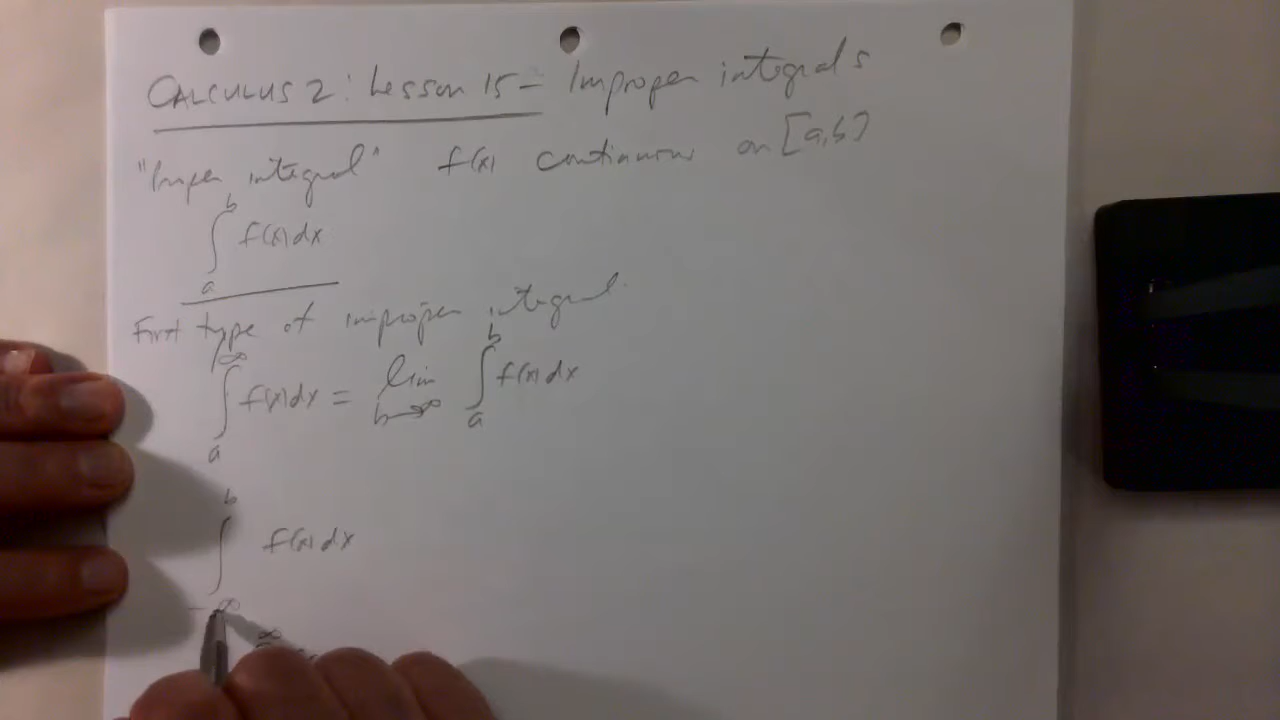 CALCULUS 2: Lesson 15 - Improper integrals
"Proper integral" f(x) continuous on [a,b]
∫_a^b f(x)dx
First type of improper integral.
∫_a^∞ f(x)dx = lim_{b→∞} ∫_a^b f(x)dx
∫_{-∞}^b f(x)dx
∞